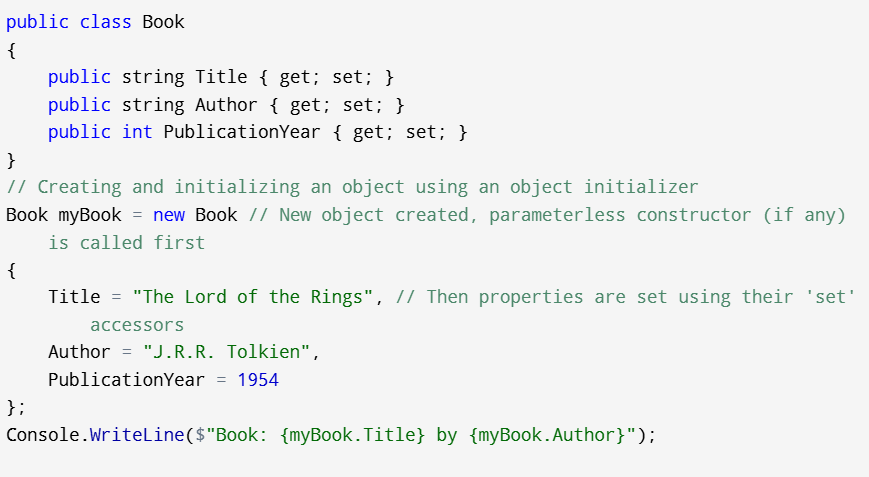 public class Book
{
    public string Title { get; set; }
    public string Author { get; set; }
    public int PublicationYear { get; set; }
}
// Creating and initializing an object using an object initializer
Book myBook = new Book // New object created, parameterless constructor (if any)
    is called first
{
    Title = "The Lord of the Rings", // Then properties are set using their 'set'
        accessors
    Author = "J.R.R. Tolkien",
    PublicationYear = 1954
};
Console.WriteLine($"Book: {myBook.Title} by {myBook.Author}");